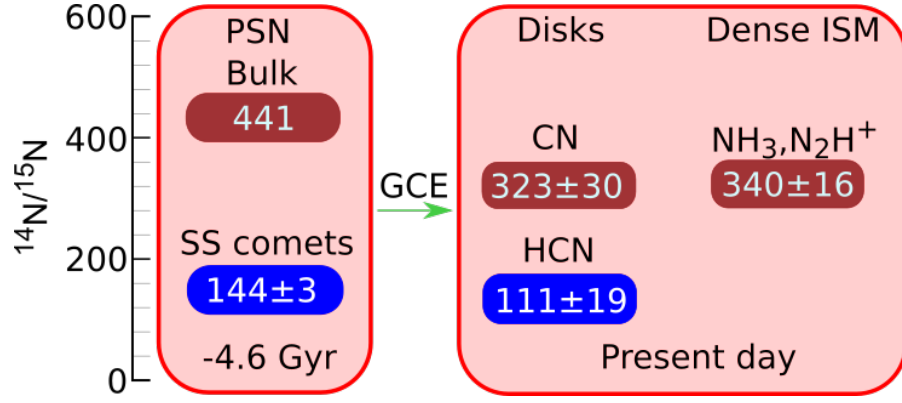 600
400
200
0
¹⁴N/¹⁵N
PSN
Bulk
441
SS comets
144±3
-4.6 Gyr
GCE
Disks
Dense ISM
CN
NH₃,N₂H⁺
323±30
340±16
HCN
111±19
Present day